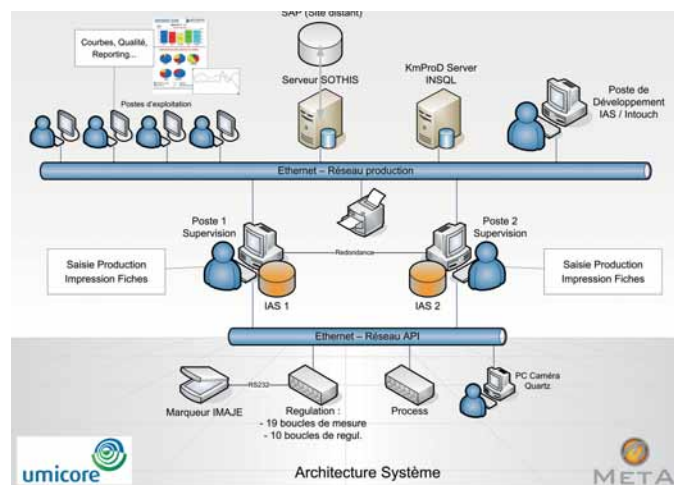 SAP (Site distant)
Courbes, Qualité,
Reporting...
Serveur SOTHIS
KmProD Server
INSQL
Poste de
Développement
IAS / Intouch
Postes d'exploitation
Ethernet – Réseau production
Poste 1
Supervision
Poste 2
Supervision
Saisie Production
Impression Fiches
Redondance
Saisie Production
Impression Fiches
IAS 1
IAS 2
Ethernet – Réseau API
RS232
PC Caméra
Quartz
Marqueur IMAJE
Regulation :
- 19 boucles de mesure
- 10 boucles de regul.
Process
umicore
Architecture Système
META